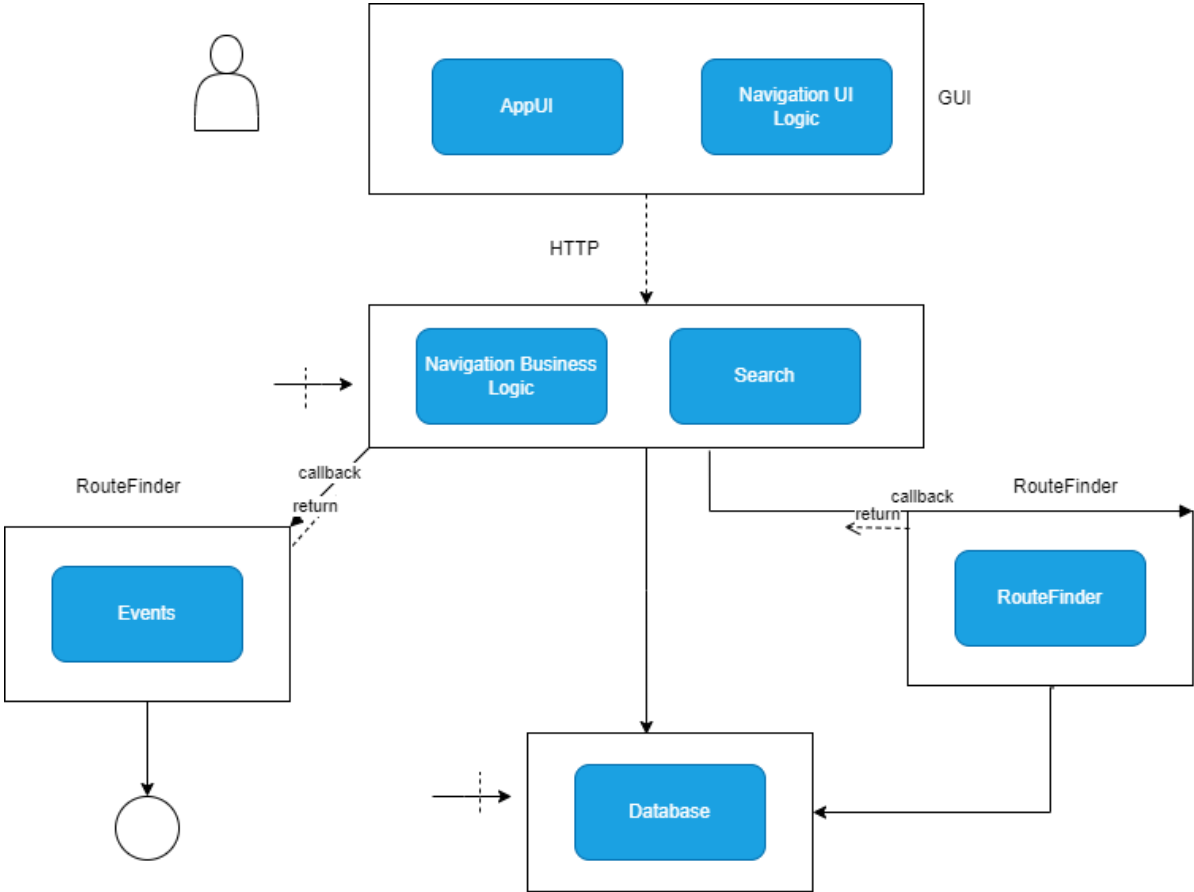 AppUI
Navigation UI
Logic
GUI
HTTP
Navigation Business
Logic
Search
callback
return
RouteFinder
callback
return
RouteFinder
Events
RouteFinder
Database